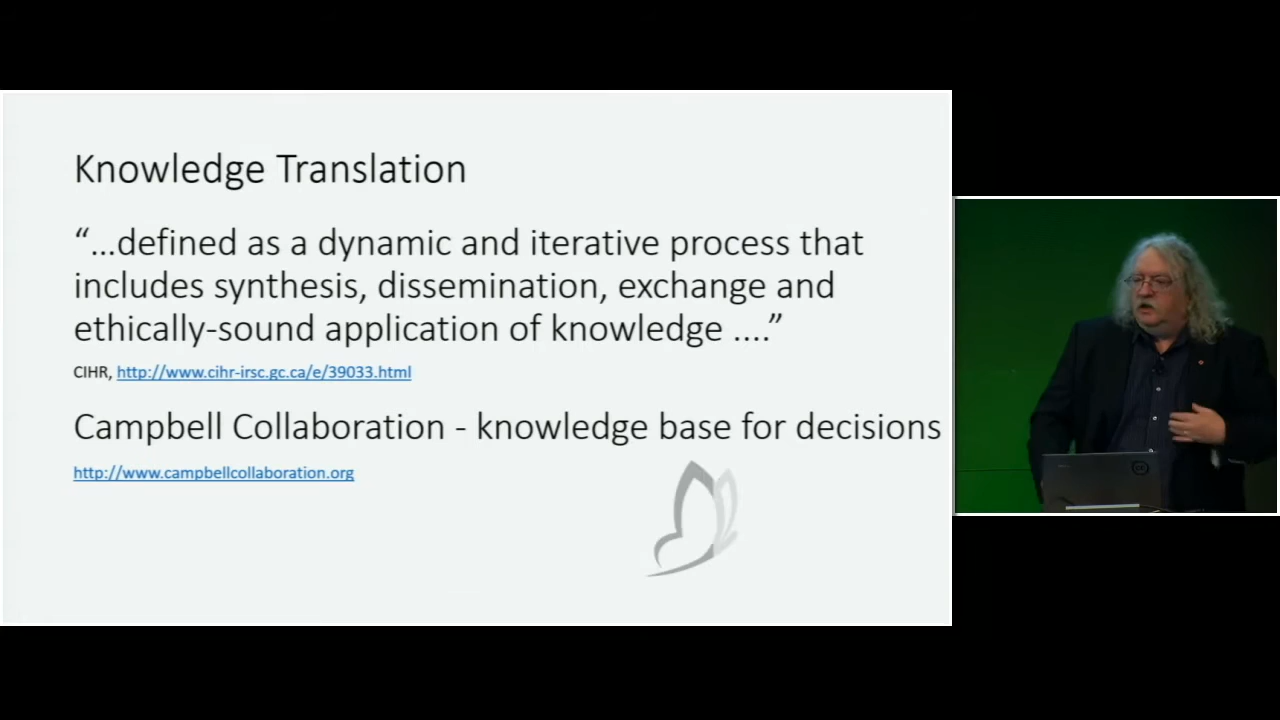 Knowledge Translation
“...defined as a dynamic and iterative process that
includes synthesis, dissemination, exchange and
ethically-sound application of knowledge ....”
CIHR, http://www.cihr-irsc.gc.ca/e/39033.html
Campbell Collaboration - knowledge base for decisions
http://www.campbellcollaboration.org